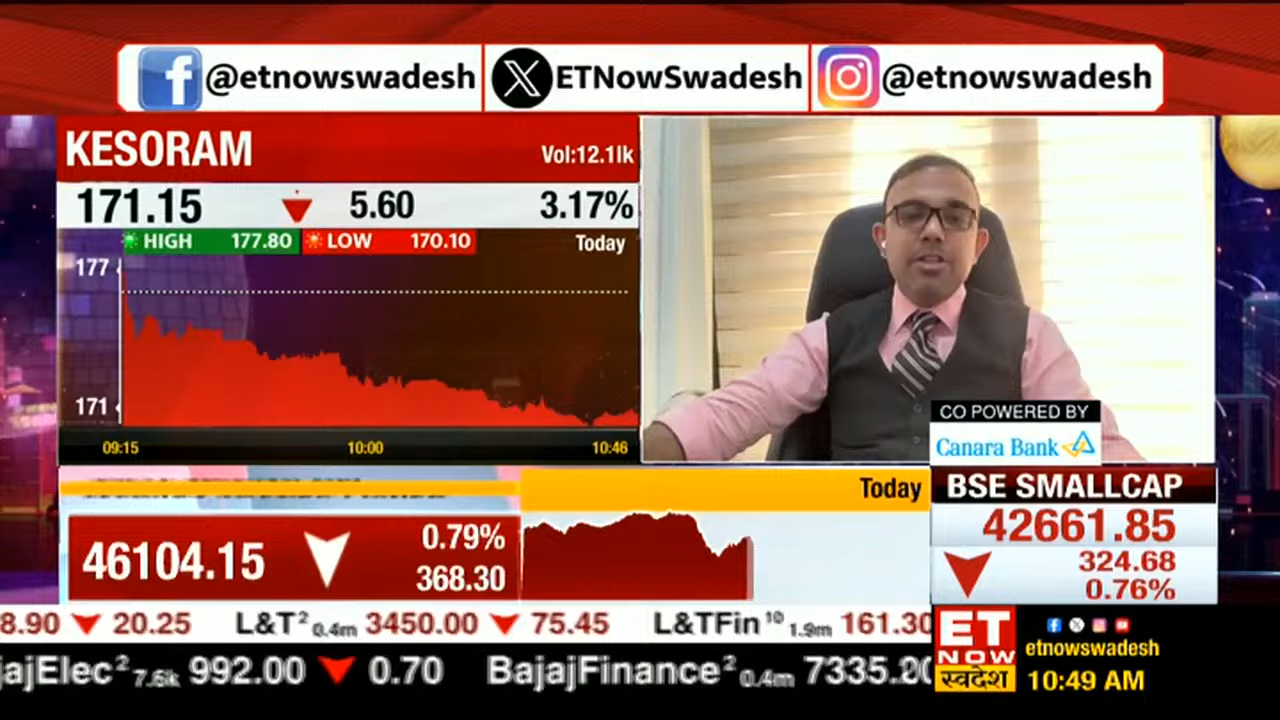 @etnowswadesh
ETNowSwadesh
@etnowswadesh
KESORAM
Vol:12.1lk
171.15 5.60 3.17%
HIGH 177.80 LOW 170.10 Today
177
171
09:15 10:00 10:46
CO POWERED BY
Canara Bank
Today
BSE SMALLCAP
42661.85
324.68
0.76%
46104.15
0.79%
368.30
8.90 20.25 L&T² 0.4m 3450.00 75.45 L&TFin¹⁰ 1.9m 161.30
ajElec² 7.6k 992.00 0.70 BajajFinance² 0.4m 7335.20
ET
NOW
स्वदेश
etnowswadesh
10:49 AM